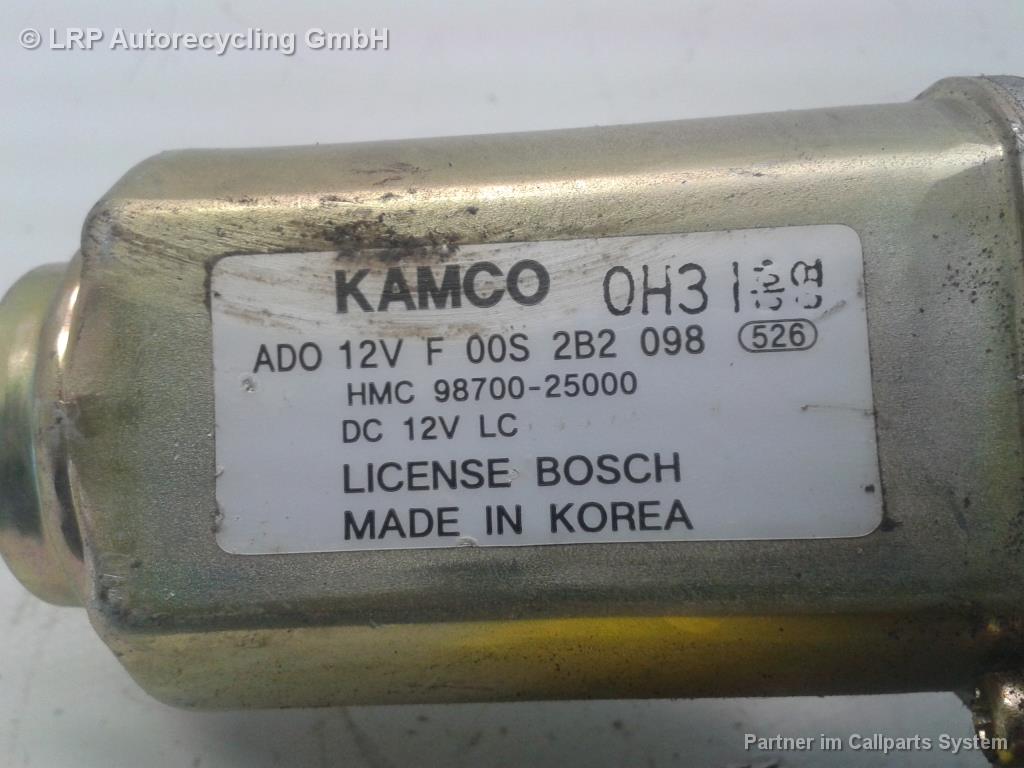 © LRP Autorecycling GmbH
KAMCO 0H31
ADO 12V F 00S 2B2 098 526
HMC 98700-25000
DC 12V LC
LICENSE BOSCH
MADE IN KOREA
Partner im Callparts System